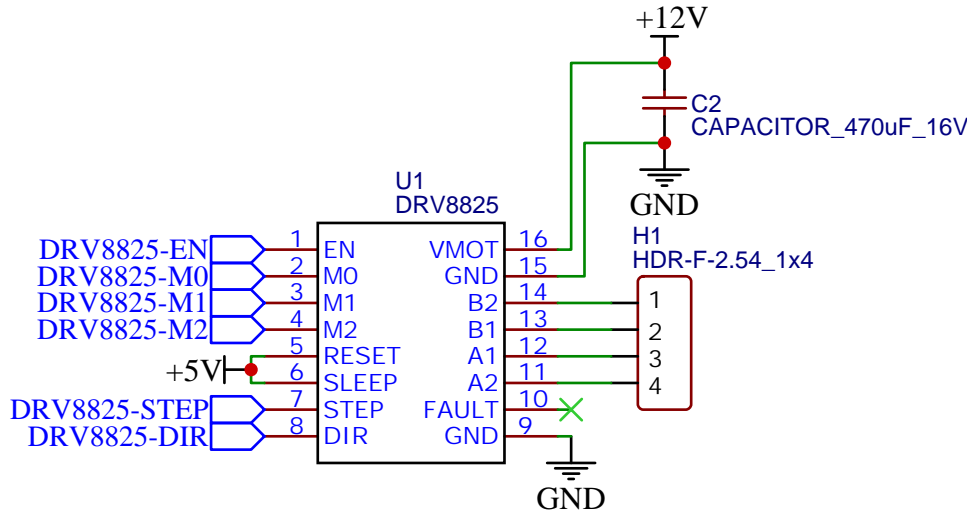 +12V
C2
CAPACITOR_470uF_16V
GND
U1
DRV8825
H1
HDR-F-2.54_1x4
DRV8825-EN 1 EN VMOT 16
DRV8825-M0 2 M0 GND 15
DRV8825-M1 3 M1 B2 14 1
DRV8825-M2 4 M2 B1 13 2
5 RESET A1 12 3
+5V
6 SLEEP A2 11 4
DRV8825-STEP 7 STEP FAULT 10
DRV8825-DIR 8 DIR GND 9
GND